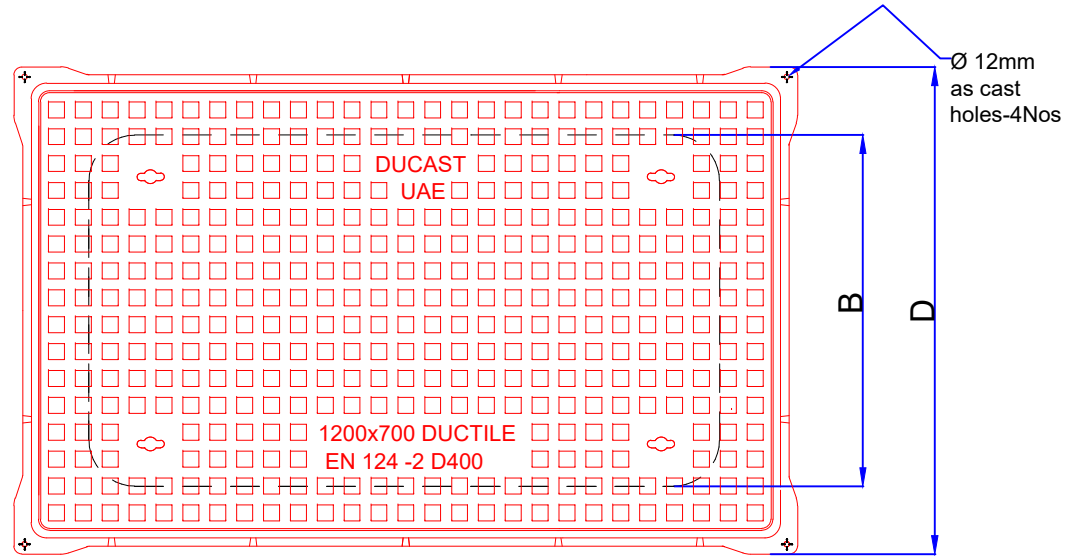 Ø 12mm
as cast
holes-4Nos
DUCAST
UAE
B
D
1200x700 DUCTILE
EN 124 -2 D400